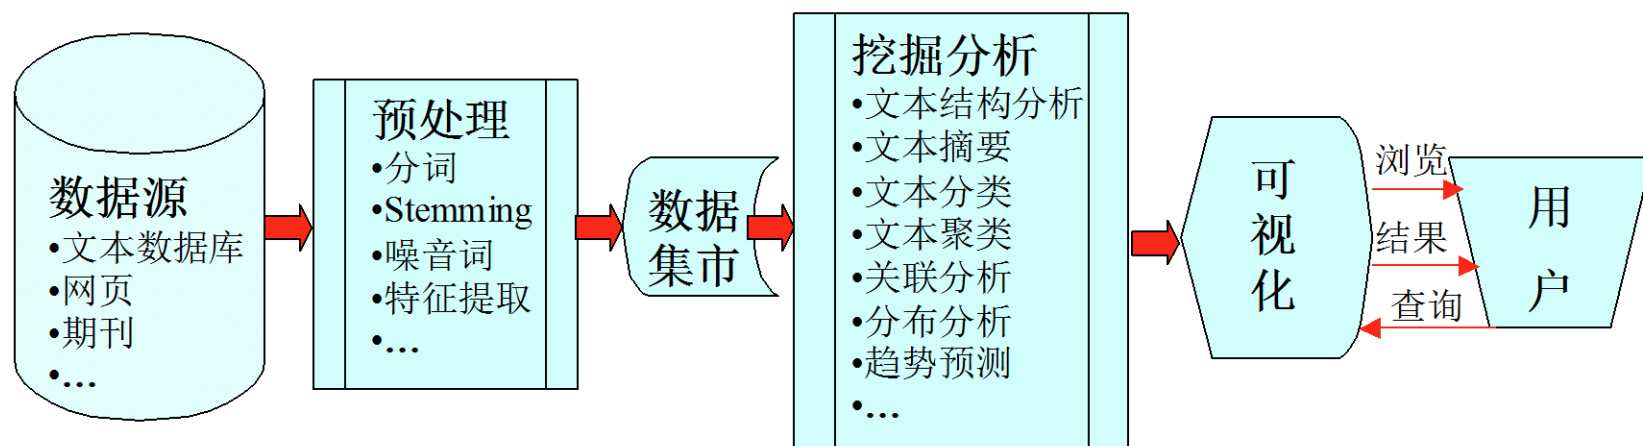 数据源
•文本数据库
•网页
•期刊
•...
预处理
•分词
•Stemming
•噪音词
•特征提取
•...
数据
集市
挖掘分析
•文本结构分析
•文本摘要
•文本分类
•文本聚类
•关联分析
•分布分析
•趋势预测
•...
可
视
化
浏览
结果
查询
用
户